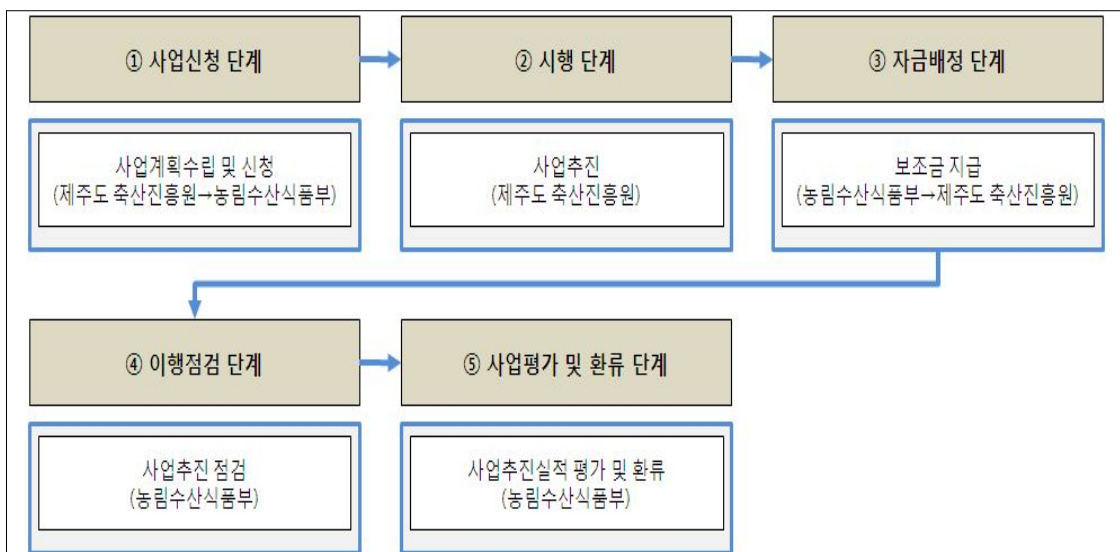 ① 사업신청 단계
② 시행 단계
③ 자금배정 단계
사업계획수립 및 신청
(제주도 축산진흥원→농림수산식품부)
사업추진
(제주도 축산진흥원)
보조금 지급
(농림수산식품부→제주도 축산진흥원)
④ 이행점검 단계
⑤ 사업평가 및 환류 단계
사업추진 점검
(농림수산식품부)
사업추진실적 평가 및 환류
(농림수산식품부)